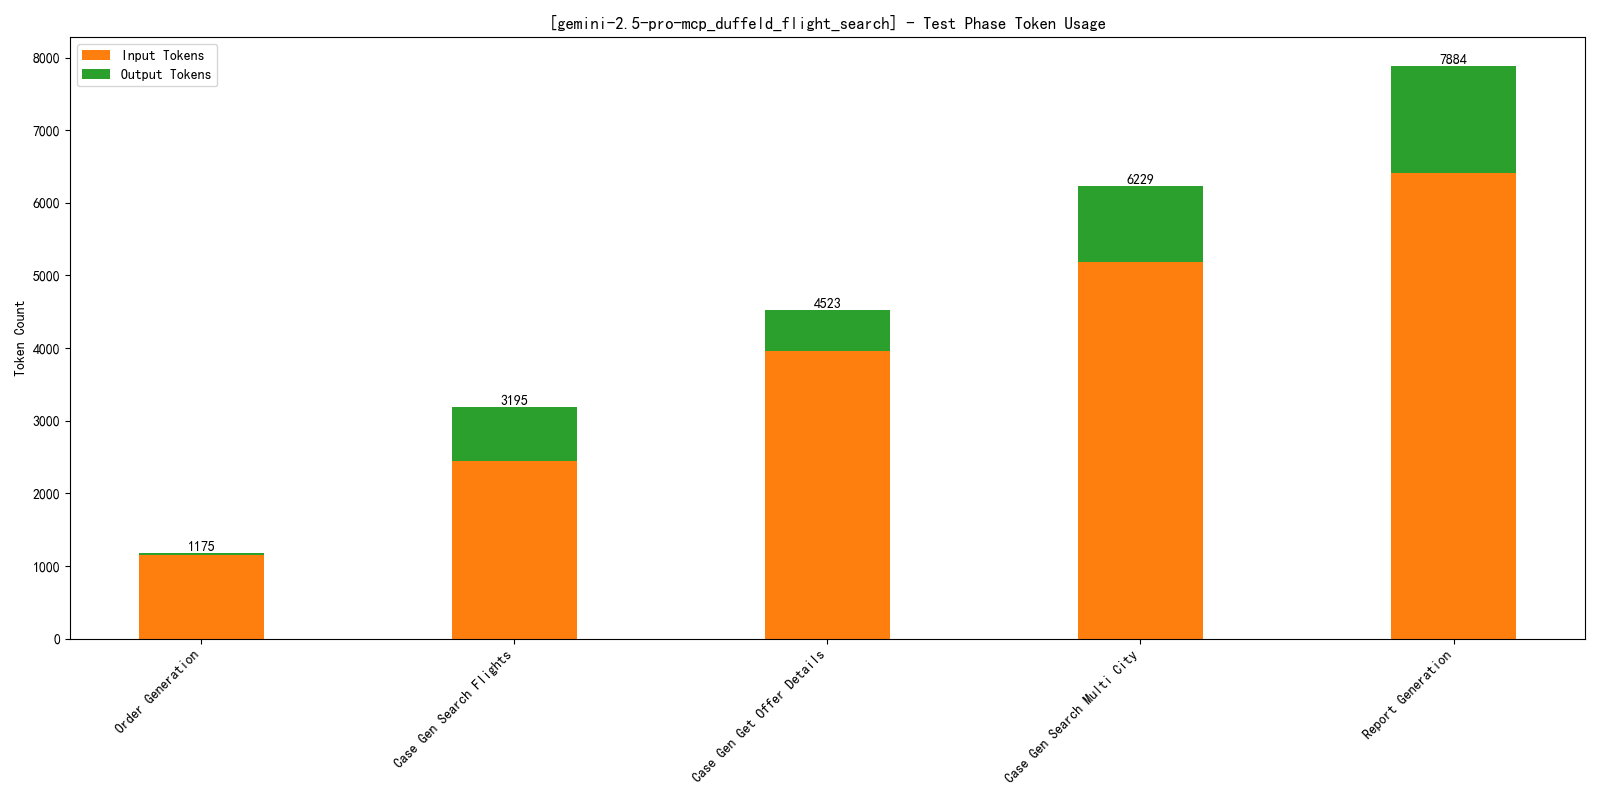 [gemini-2.5-pro-mcp_duffeld_flight_search] - Test Phase Token Usage
Input Tokens
Output Tokens
Token Count
8000
7000
6000
5000
4000
3000
2000
1000
0
1175
3195
4523
6229
7884
Order Generation
Case Gen Search Flights
Case Gen Get Offer Details
Case Gen Search Multi City
Report Generation